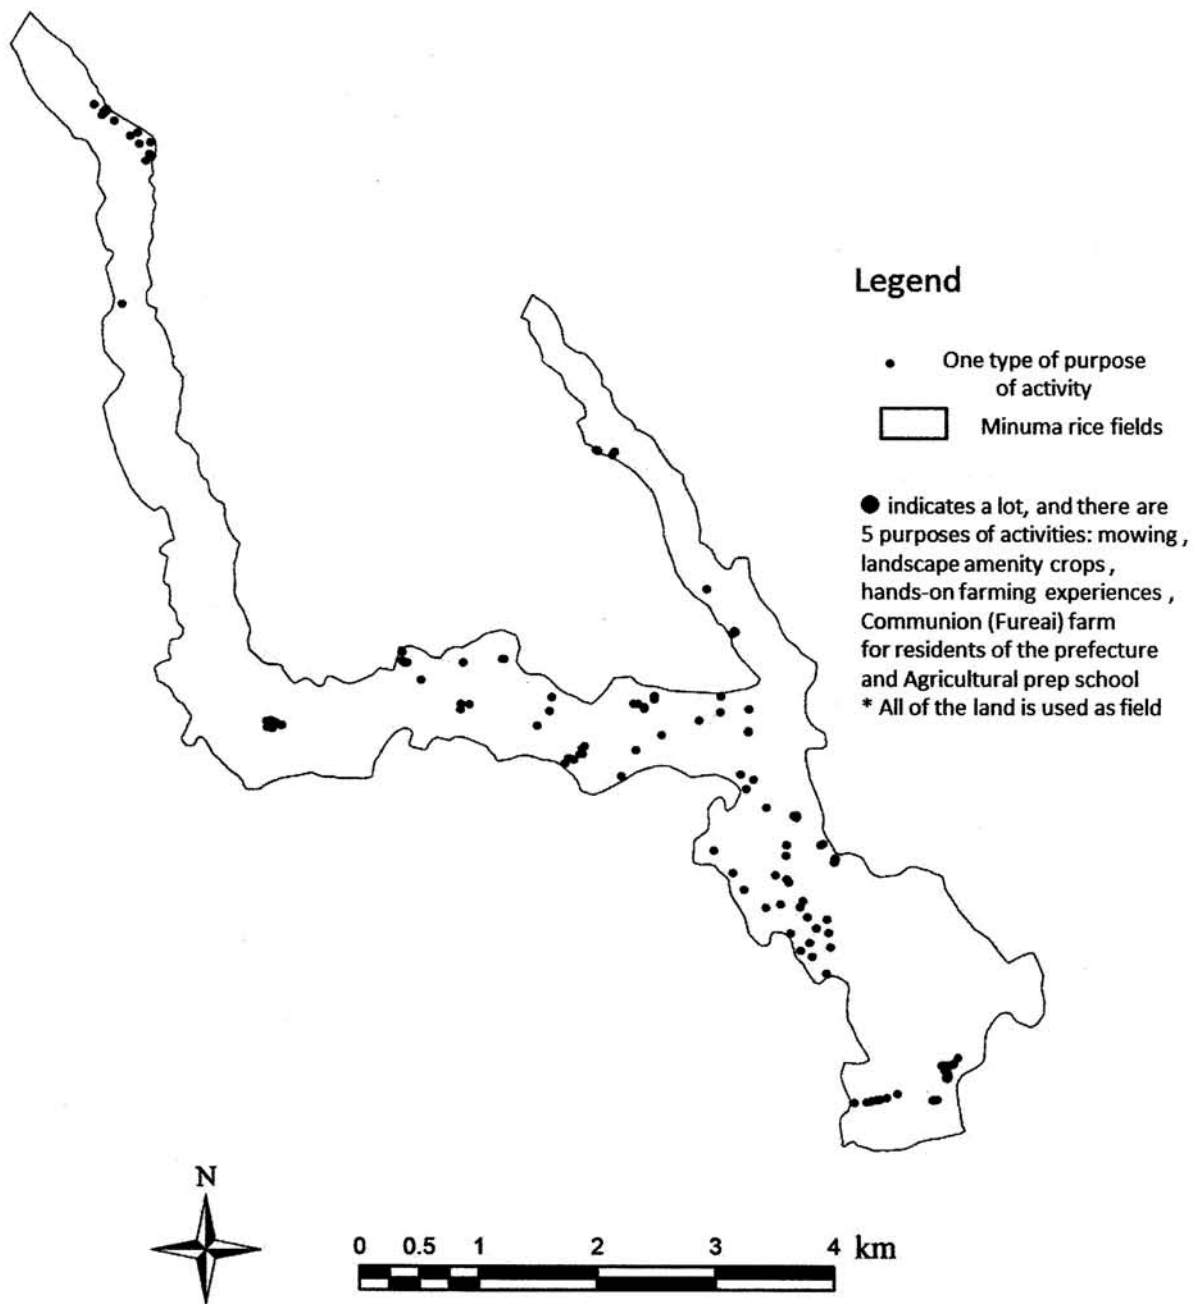 Legend
One type of purpose
of activity
Minuma rice fields
indicates a lot, and there are
5 purposes of activities: mowing ,
landscape amenity crops ,
hands-on farming experiences ,
Communion (Fureai) farm
for residents of the prefecture
and Agricultural prep school
* All of the land is used as field
N
0 0.5 1 2 3 4 km